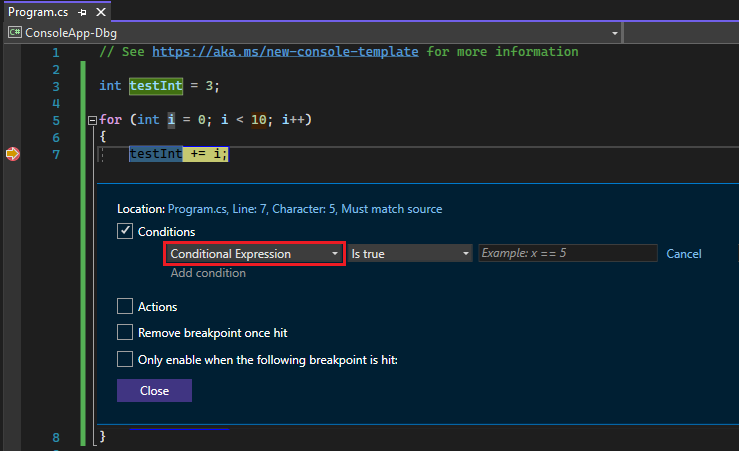 Program.cs
C# ConsoleApp-Dbg
1 // See https://aka.ms/new-console-template for more information
2
3 int testInt = 3;
4
5 for (int i = 0; i < 10; i++)
6 {
7 testInt += i;
Location: Program.cs, Line: 7, Character: 5, Must match source
Conditions
Conditional Expression Is true Example: x == 5 Cancel
Add condition
Actions
Remove breakpoint once hit
Only enable when the following breakpoint is hit:
Close
8 }